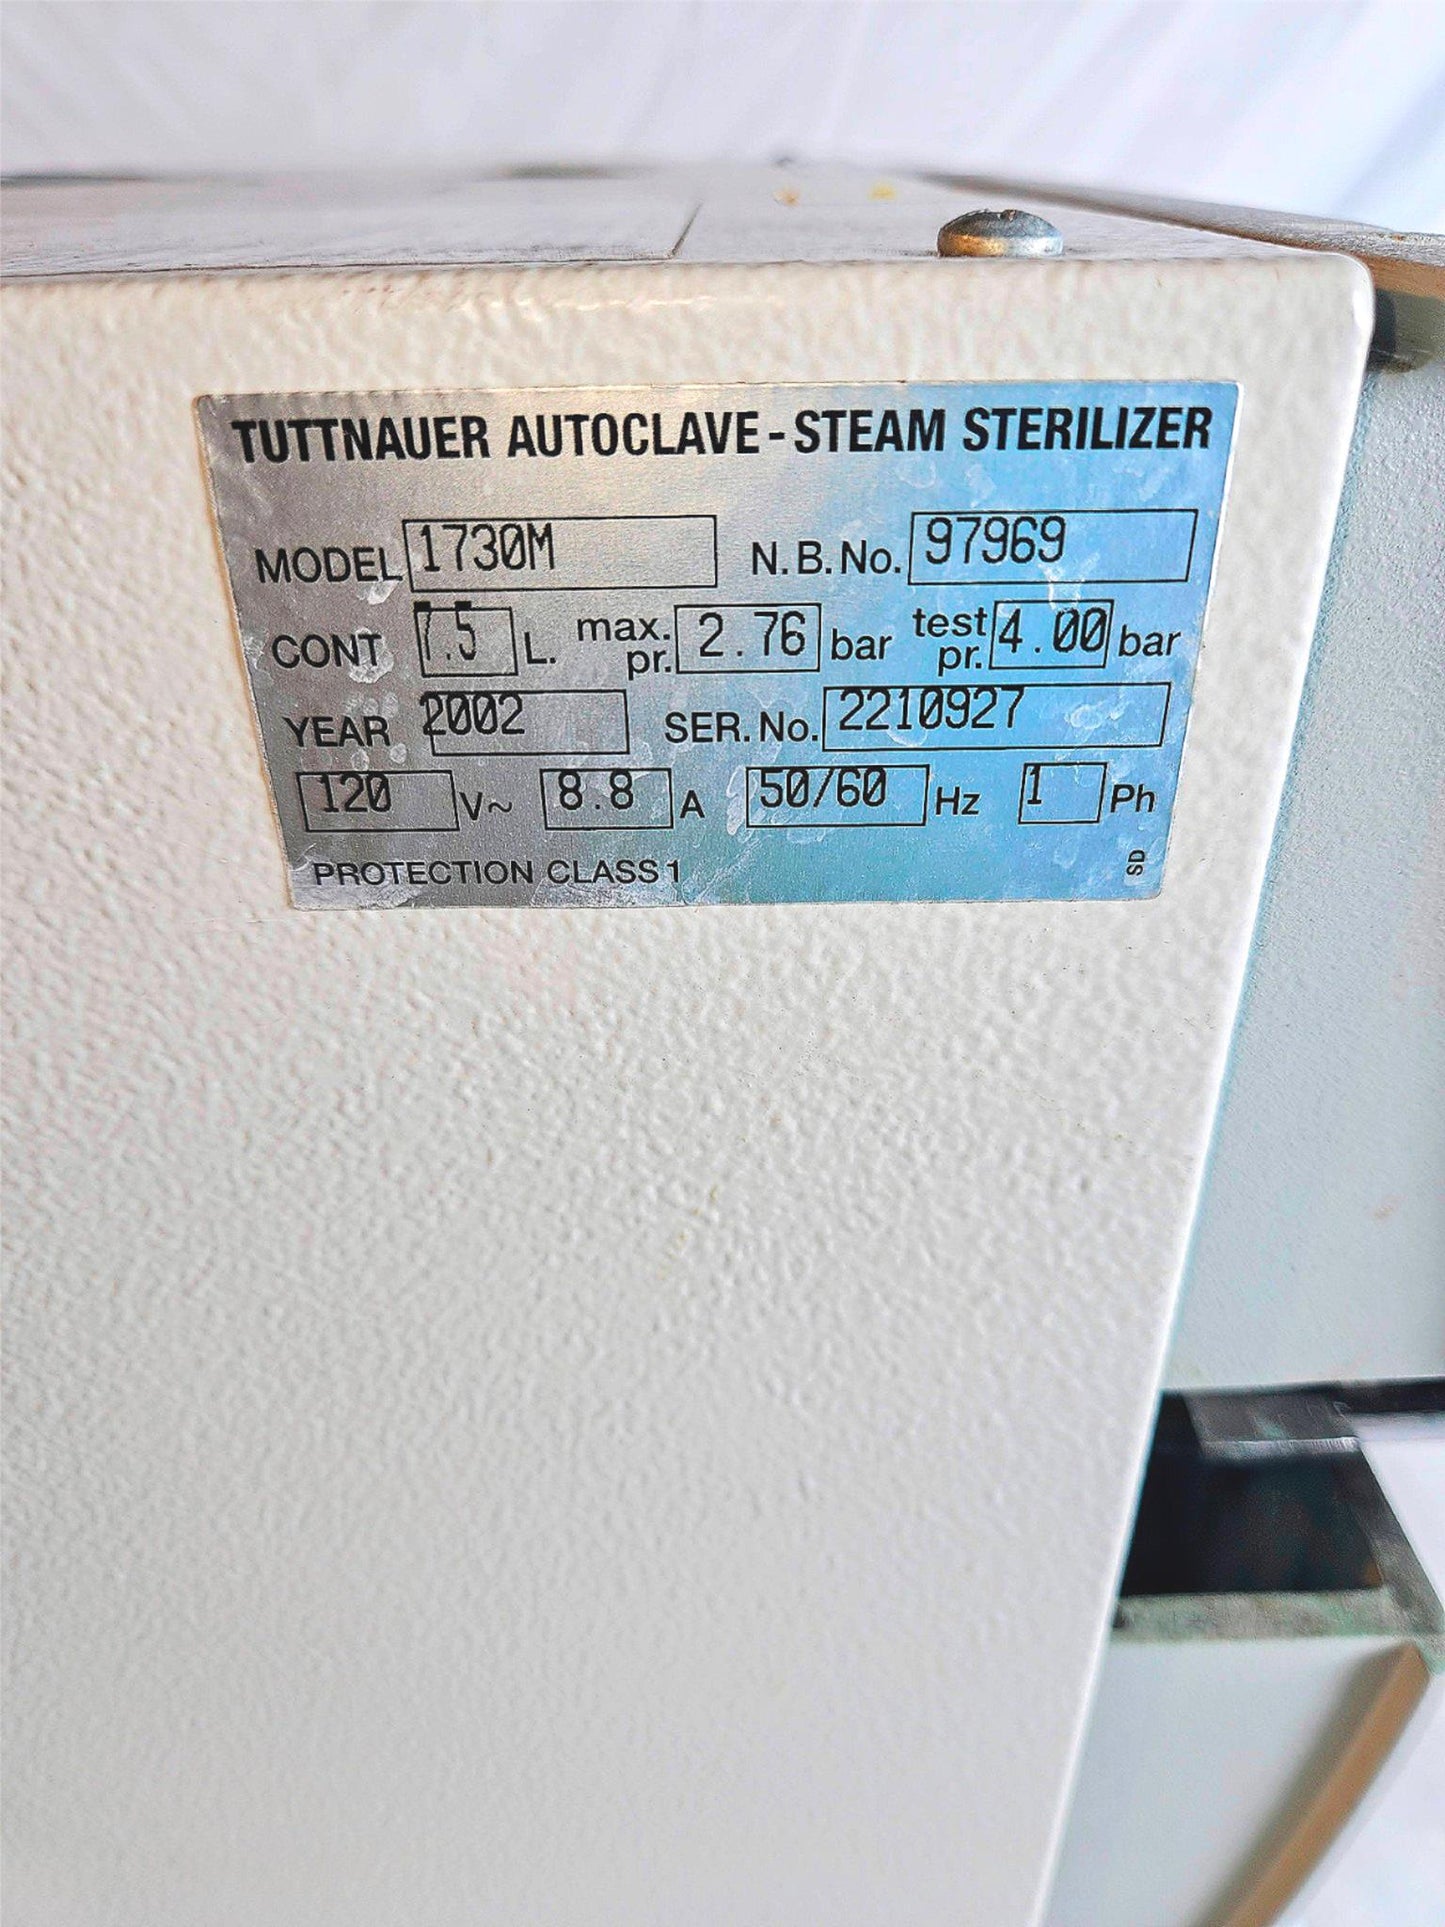 TUTTNAUER AUTOCLAVE - STEAM STERILIZER
MODEL 1730M N.B.No. 97969
CONT 7.5 L. max. pr. 2.76 bar test pr. 4.00 bar
YEAR 2002 SER.No. 2210927
120 V~ 8.8 A 50/60 Hz 1 Ph
PROTECTION CLASS 1 SD